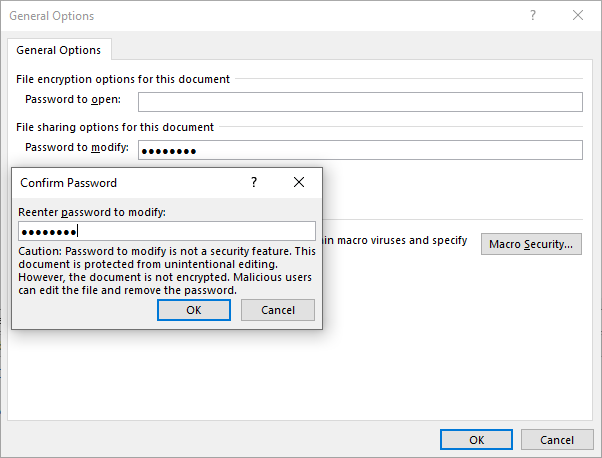 General Options
?
General Options
File encryption options for this document
Password to open:
File sharing options for this document
Password to modify: ●●●●●●●●
Confirm Password
?
Reenter password to modify:
●●●●●●●●
Caution: Password to modify is not a security feature. This
document is protected from unintentional editing.
However, the document is not encrypted. Malicious users
can edit the file and remove the password.
OK Cancel
macro viruses and specify
Macro Security...
OK Cancel